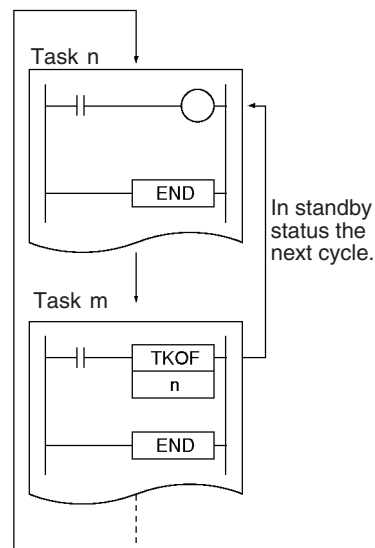 Task n
END
In standby
status the
next cycle.
Task m
TKOF
n
END